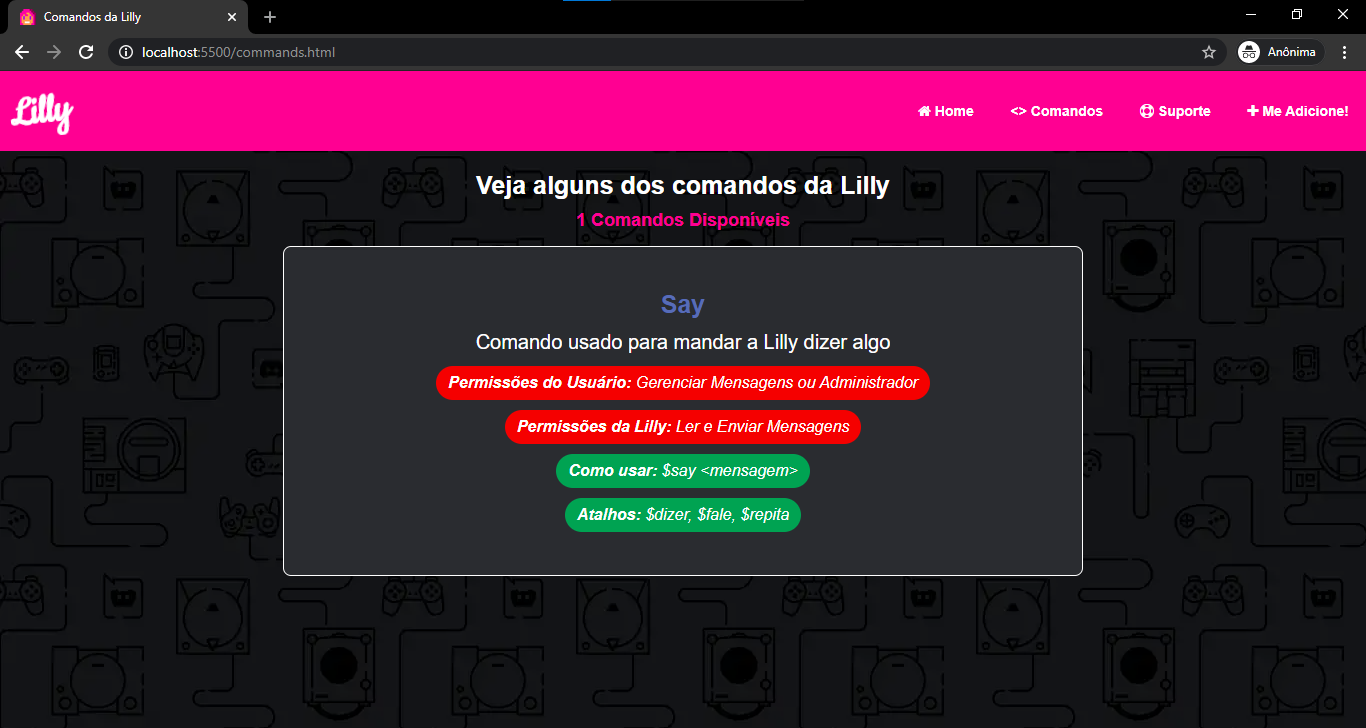 Comandos da Lilly
localhost:5500/commands.html
Anônima
Lilly
Home
<> Comandos
Suporte
Me Adicione!
Veja alguns dos comandos da Lilly
1 Comandos Disponíveis
Say
Comando usado para mandar a Lilly dizer algo
Permissões do Usuário: Gerenciar Mensagens ou Administrador
Permissões da Lilly: Ler e Enviar Mensagens
Como usar: $say <mensagem>
Atalhos: $dizer, $fale, $repita